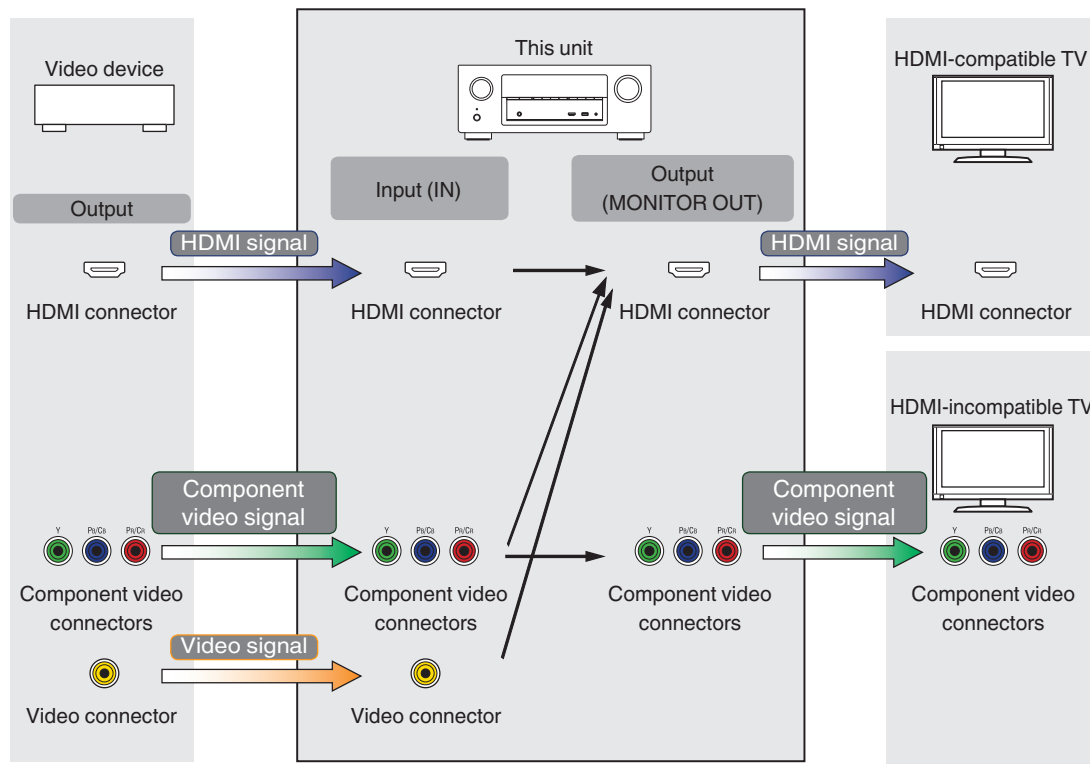 Video device
Output
HDMI connector
Y PB/CB PR/CR
Component video
connectors
Video connector
HDMI signal
Component
video signal
Video signal
This unit
Input (IN)
HDMI connector
Y PB/CB PR/CR
Component video
connectors
Video connector
Output
(MONITOR OUT)
HDMI connector
Y PB/CB PR/CR
Component video
connectors
HDMI signal
Component
video signal
HDMI-compatible TV
HDMI connector
HDMI-incompatible TV
Y PB/CB PR/CR
Component video
connectors